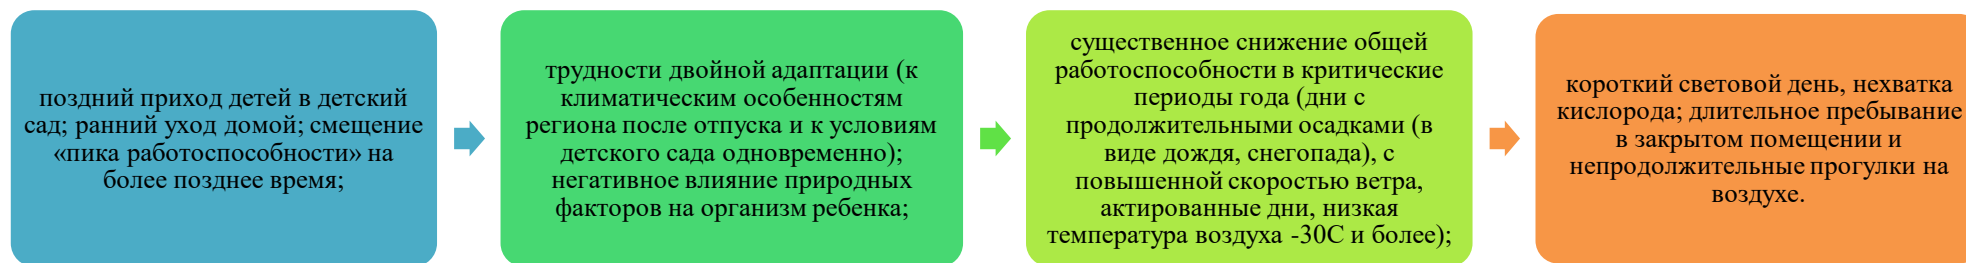 поздний приход детей в детский
сад; ранний уход домой; смещение
«пика работоспособности» на
более позднее время;
трудности двойной адаптации (к
климатическим особенностям
региона после отпуска и к условиям
детского сада одновременно);
негативное влияние природных
факторов на организм ребенка;
существенное снижение общей
работоспособности в критические
периоды года (дни с
продолжительными осадками (в
виде дождя, снегопада), с
повышенной скоростью ветра,
актированные дни, низкая
температура воздуха -30С и более);
короткий световой день, нехватка
кислорода; длительное пребывание
в закрытом помещении и
непродолжительные прогулки на
воздухе.